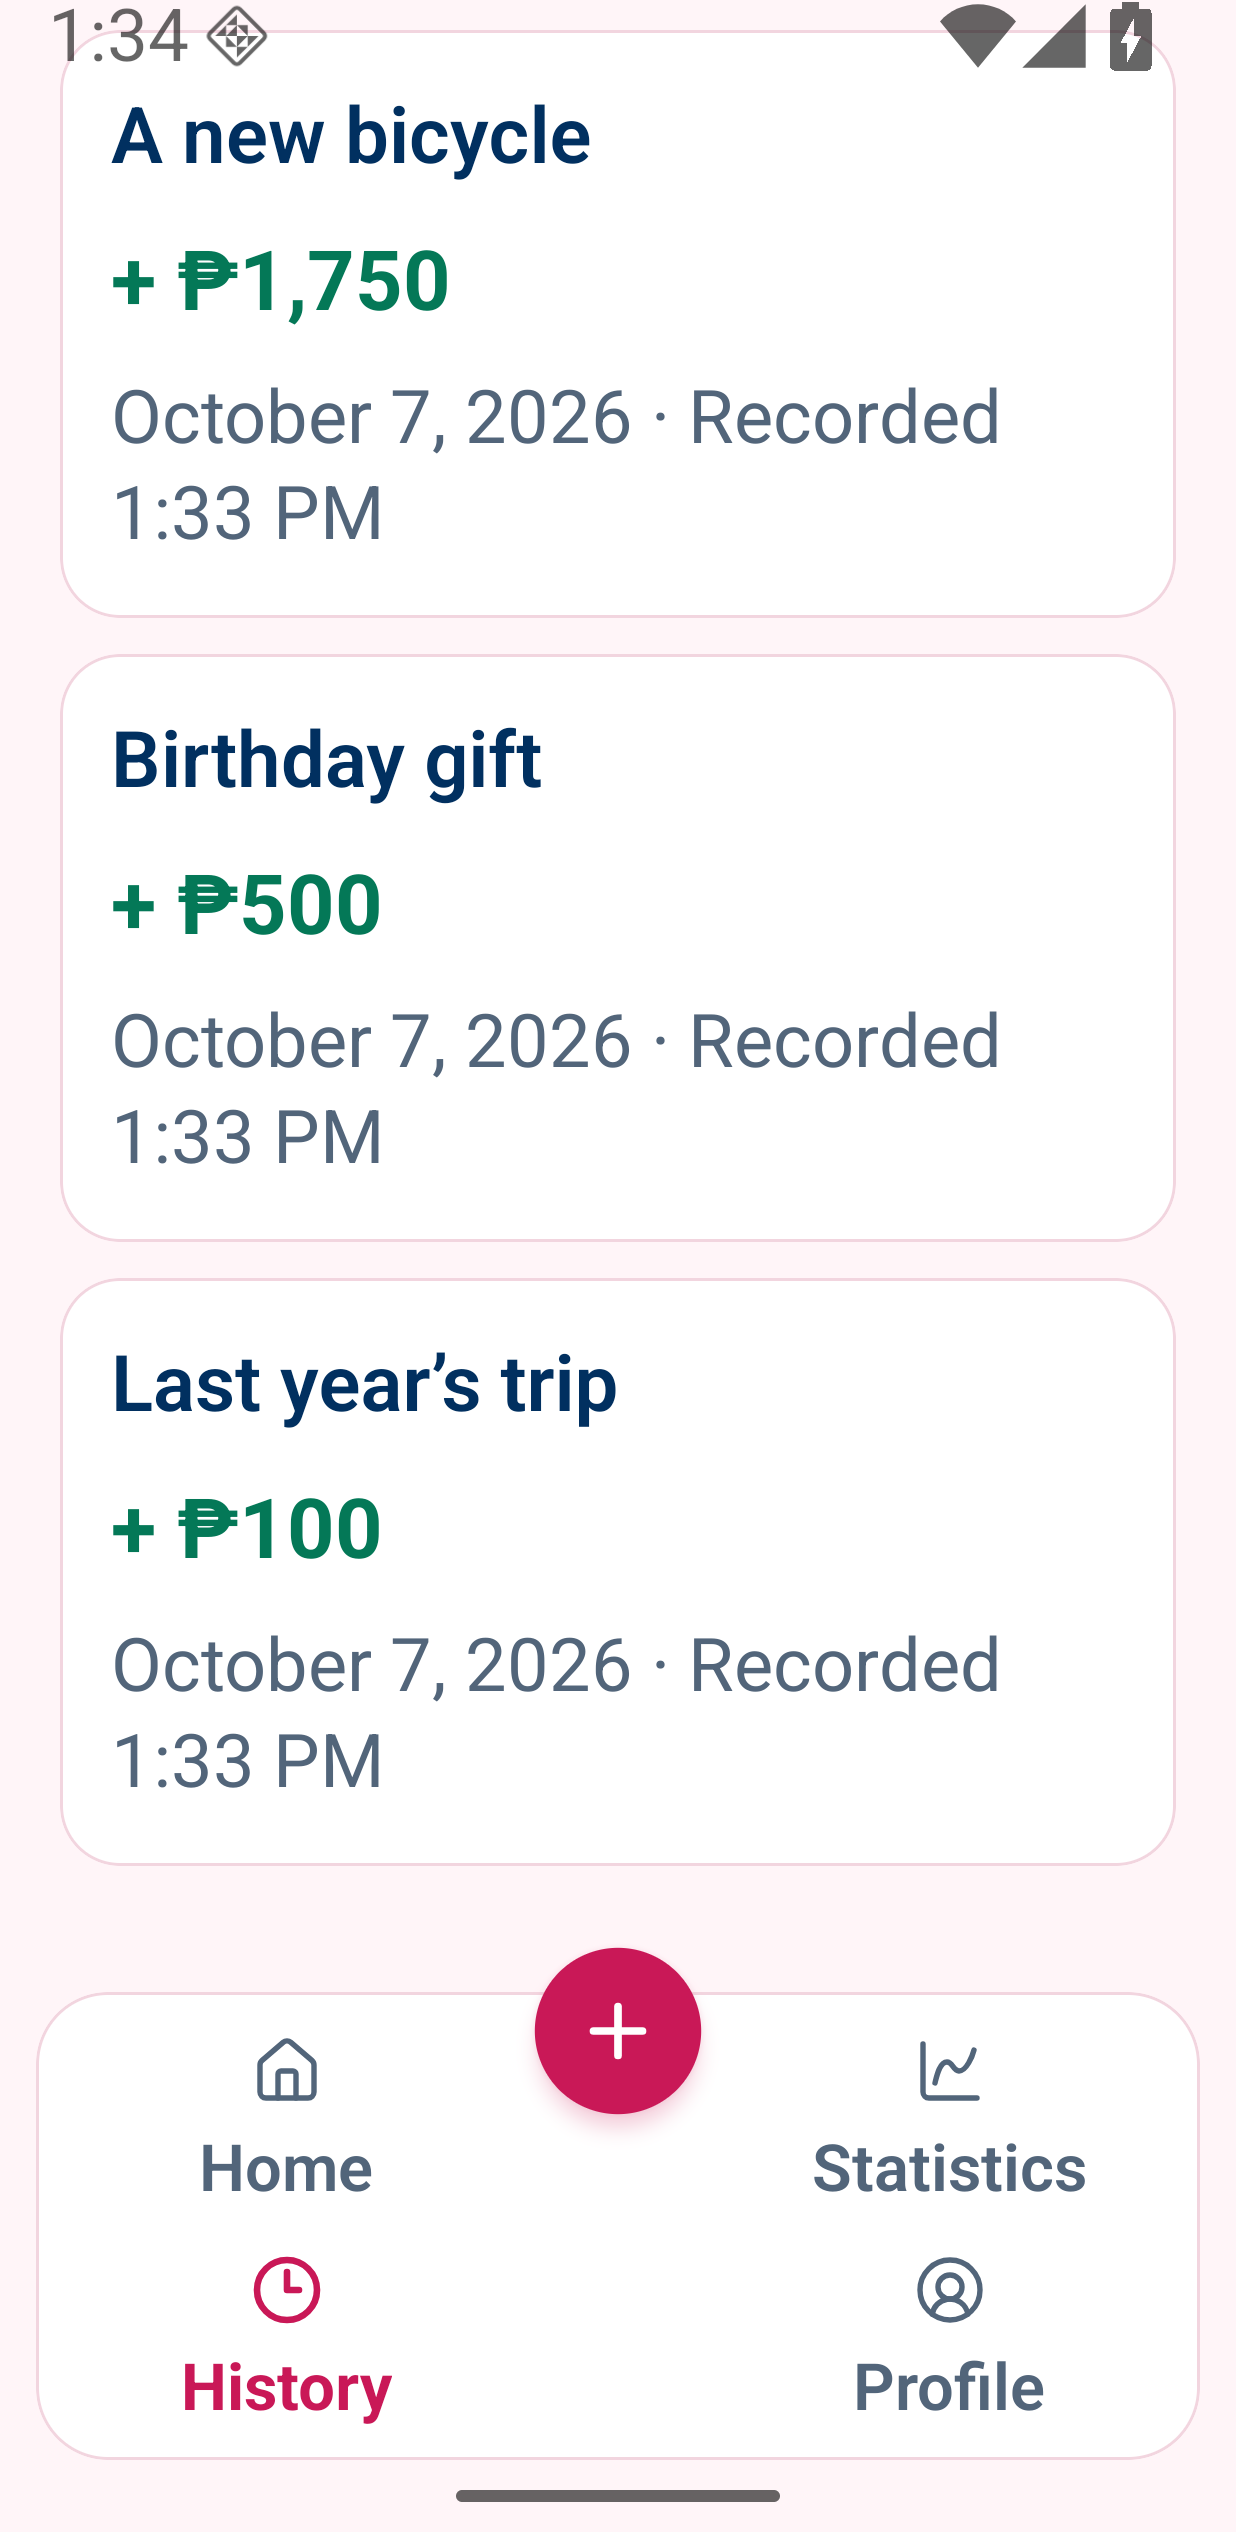 1:34
A new bicycle
+ ₱1,750
October 7, 2026 · Recorded
1:33 PM
Birthday gift
+ ₱500
October 7, 2026 · Recorded
1:33 PM
Last year’s trip
+ ₱100
October 7, 2026 · Recorded
1:33 PM
Home
Statistics
History
Profile